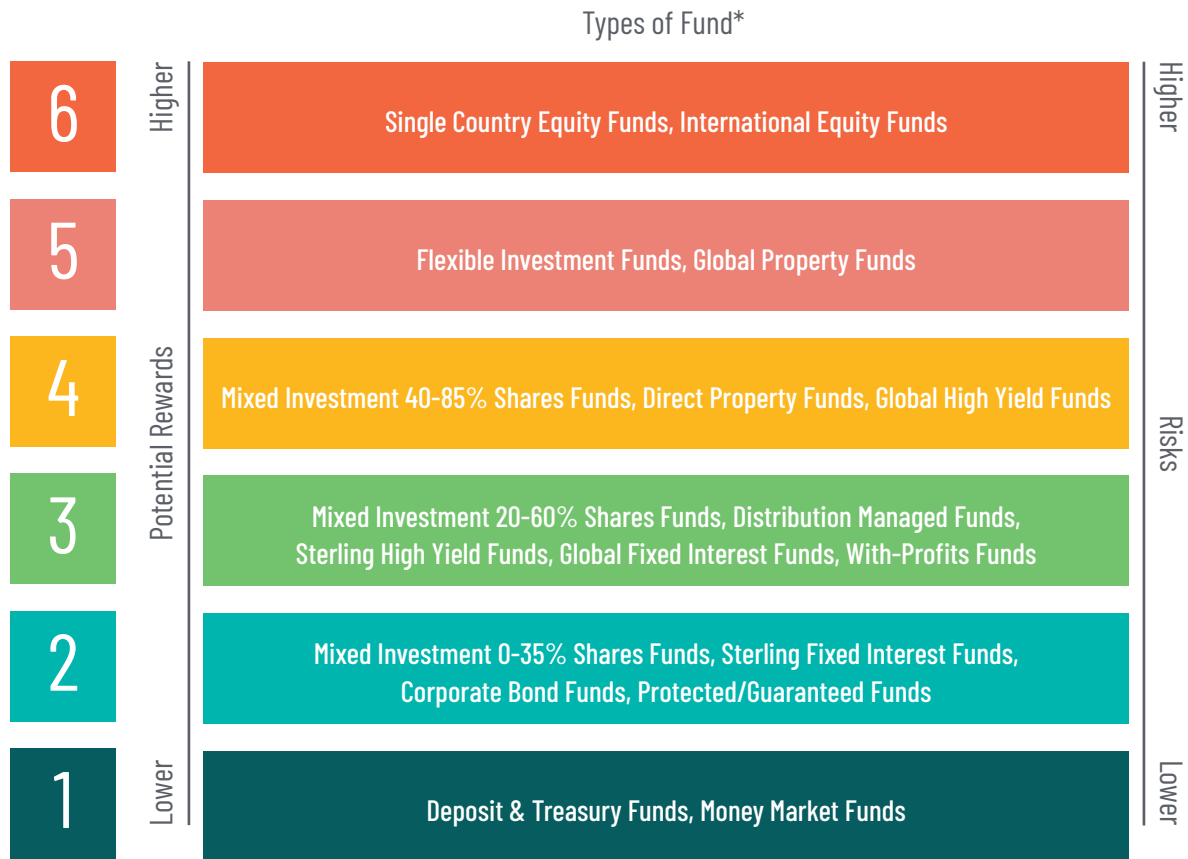 Types of Fund*
6
Higher
Single Country Equity Funds, International Equity Funds
Higher
5
Flexible Investment Funds, Global Property Funds
4
Potential Rewards
Mixed Investment 40-85% Shares Funds, Direct Property Funds, Global High Yield Funds
Risks
3
Mixed Investment 20-60% Shares Funds, Distribution Managed Funds,
Sterling High Yield Funds, Global Fixed Interest Funds, With-Profits Funds
2
Mixed Investment 0-35% Shares Funds, Sterling Fixed Interest Funds,
Corporate Bond Funds, Protected/Guaranteed Funds
1
Lower
Deposit & Treasury Funds, Money Market Funds
Lower